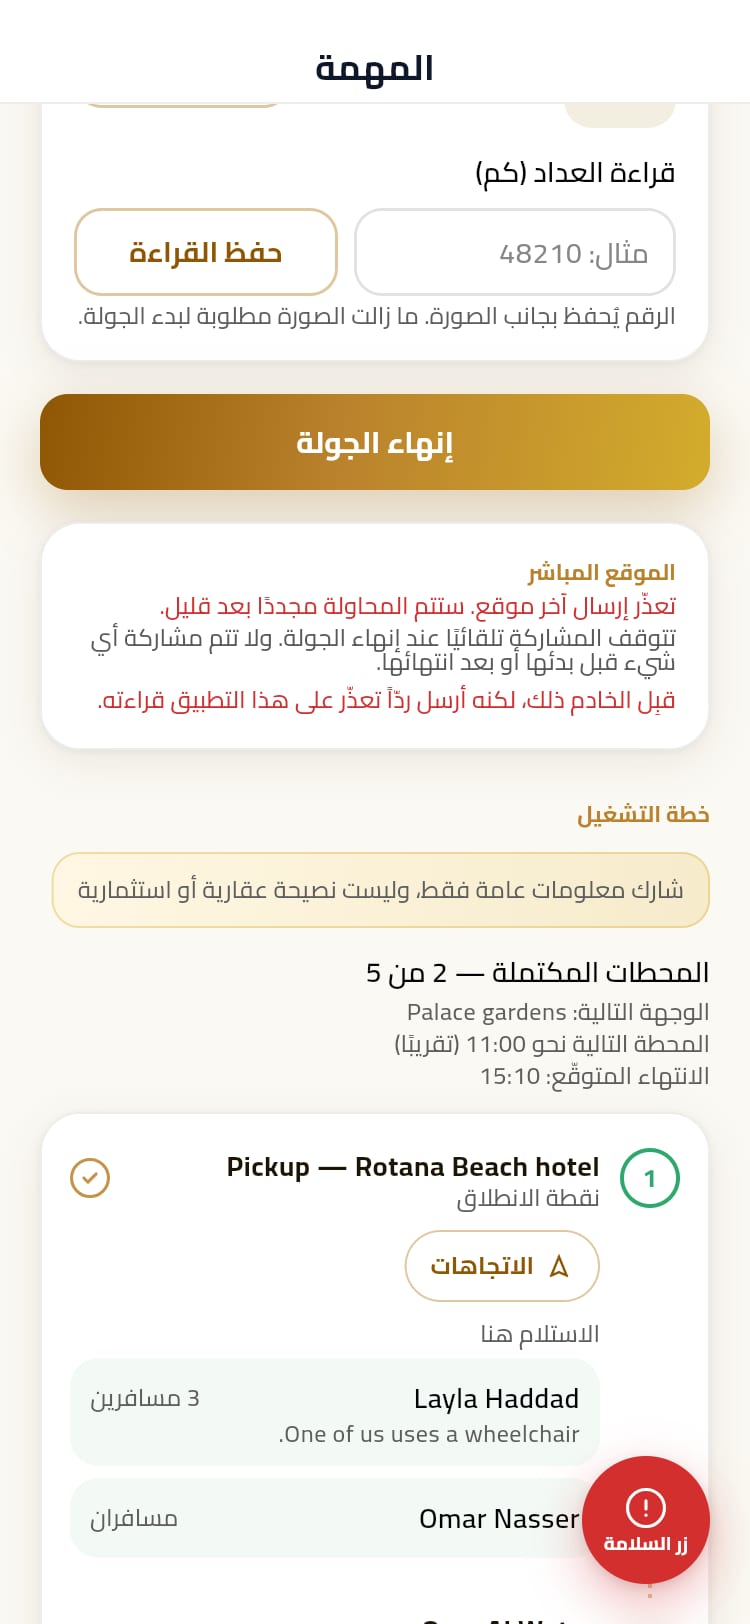 المهمة
قراءة العداد (كم)
مثال: 48210
حفظ القراءة
الرقم يُحفظ بجانب الصورة. ما زالت الصورة مطلوبة لبدء الجولة.
إنهاء الجولة
الموقع المباشر
تعذّر إرسال آخر موقع. ستتم المحاولة مجددًا بعد قليل.
تتوقف المشاركة تلقائيًا عند إنهاء الجولة. ولا تتم مشاركة أي
شيء قبل بدئها أو بعد انتهائها.
قبِل الخادم ذلك، لكنه أرسل ردّاً تعذّر على هذا التطبيق قراءته.
خطة التشغيل
شارك معلومات عامة فقط، وليست نصيحة عقارية أو استثمارية
المحطات المكتملة — 2 من 5
الوجهة التالية: Palace gardens
المحطة التالية نحو 11:00 (تقريبًا)
الانتهاء المتوقّع: 15:10
1
Pickup — Rotana Beach hotel
نقطة الانطلاق
الاتجاهات
الاستلام هنا
Layla Haddad
3 مسافرين
One of us uses a wheelchair.
Omar Nasser
مسافران
زر السلامة